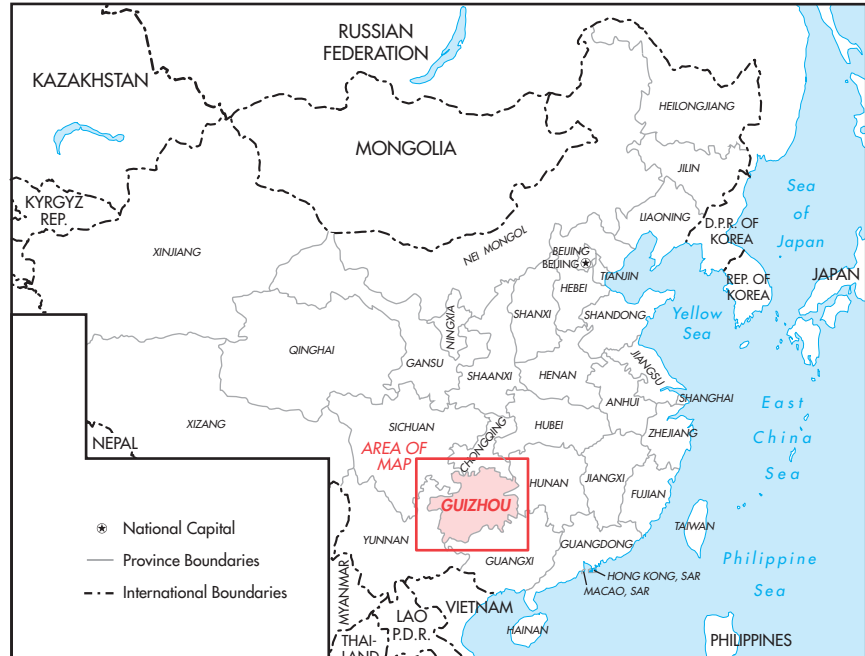 RUSSIAN
FEDERATION
KAZAKHSTAN
HEILONGJIANG
MONGOLIA
JILIN
Sea
of
Japan
KYRGYZ
REP.
LIAONING
D.P.R. OF
KOREA
XINJIANG
NEI MONGOL
BEIJING
BEIJING
TIANJIN
REP. OF
KOREA
JAPAN
HEBEI
NINGXIA
SHANXI
SHANDONG
Yellow
Sea
QINGHAI
GANSU
SHAANXI
HENAN
JIANGSU
ANHUI
SHANGHAI
East
China
Sea
XIZANG
SICHUAN
CHONGQING
HUBEI
ZHEJIANG
NEPAL
AREA OF
MAP
HUNAN
JIANGXI
GUIZHOU
FUJIAN
National Capital
YUNNAN
GUANGDONG
TAIWAN
Province Boundaries
GUANGXI
Philippine
Sea
HONG KONG, SAR
MACAO, SAR
International Boundaries
MYANMAR
LAO
P.D.R.
VIETNAM
HAINAN
PHILIPPINES
THAI-
LAND